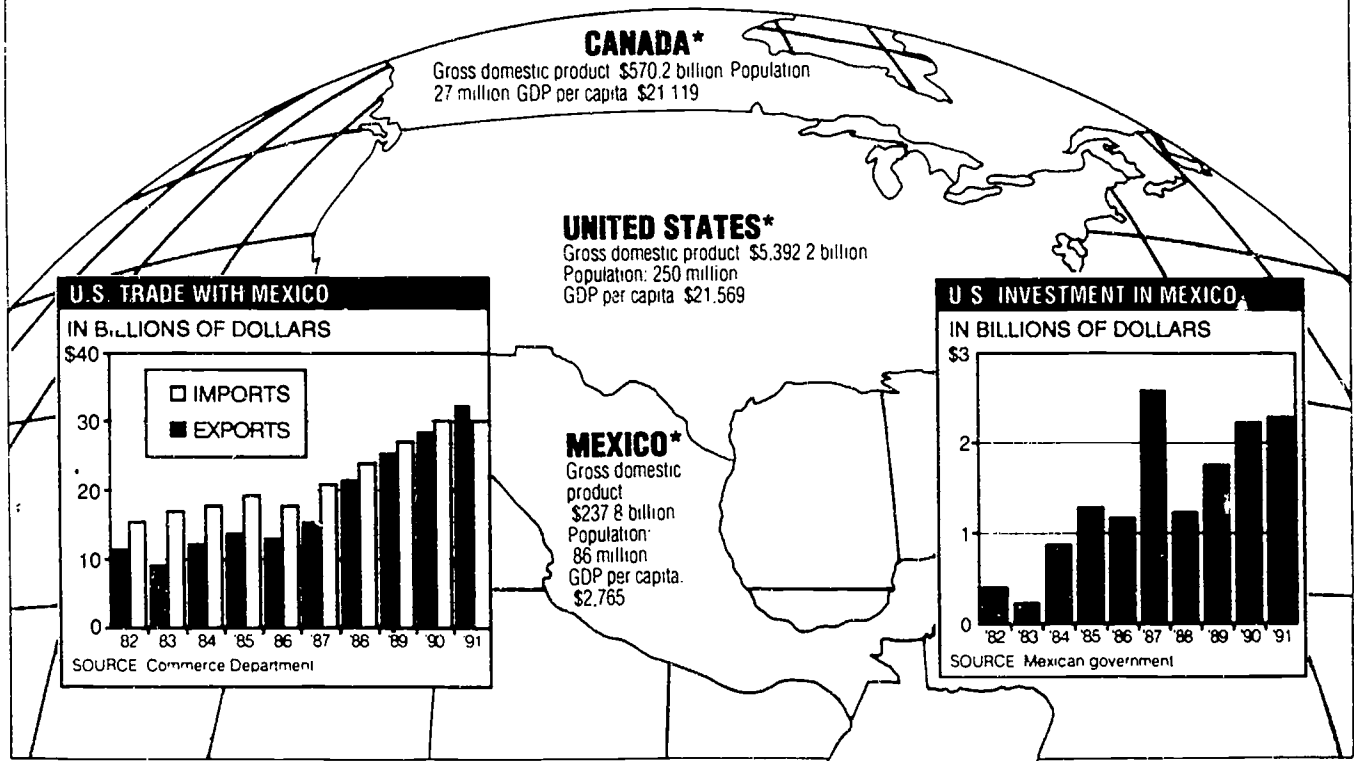 CANADA*
Gross domestic product $570.2 billion Population
27 million GDP per capita $21 119
UNITED STATES*
Gross domestic product $5.392 2 billion
Population: 250 million
GDP per capita $21.569
MEXICO*
Gross domestic
product
$237 8 billion
Population:
86 million
GDP per capita.
$2,765
U.S. TRADE WITH MEXICO
IN BILLIONS OF DOLLARS
$40
IMPORTS
EXPORTS
30
20
10
0
'82 '83 '84 '85 '86 '87 '88 '89 '90 '91
SOURCE Commerce Department
U S INVESTMENT IN MEXICO
IN BILLIONS OF DOLLARS
$3
2
1
0
'82 '83 '84 '85 '86 '87 '88 '89 '90 '91
SOURCE Mexican government